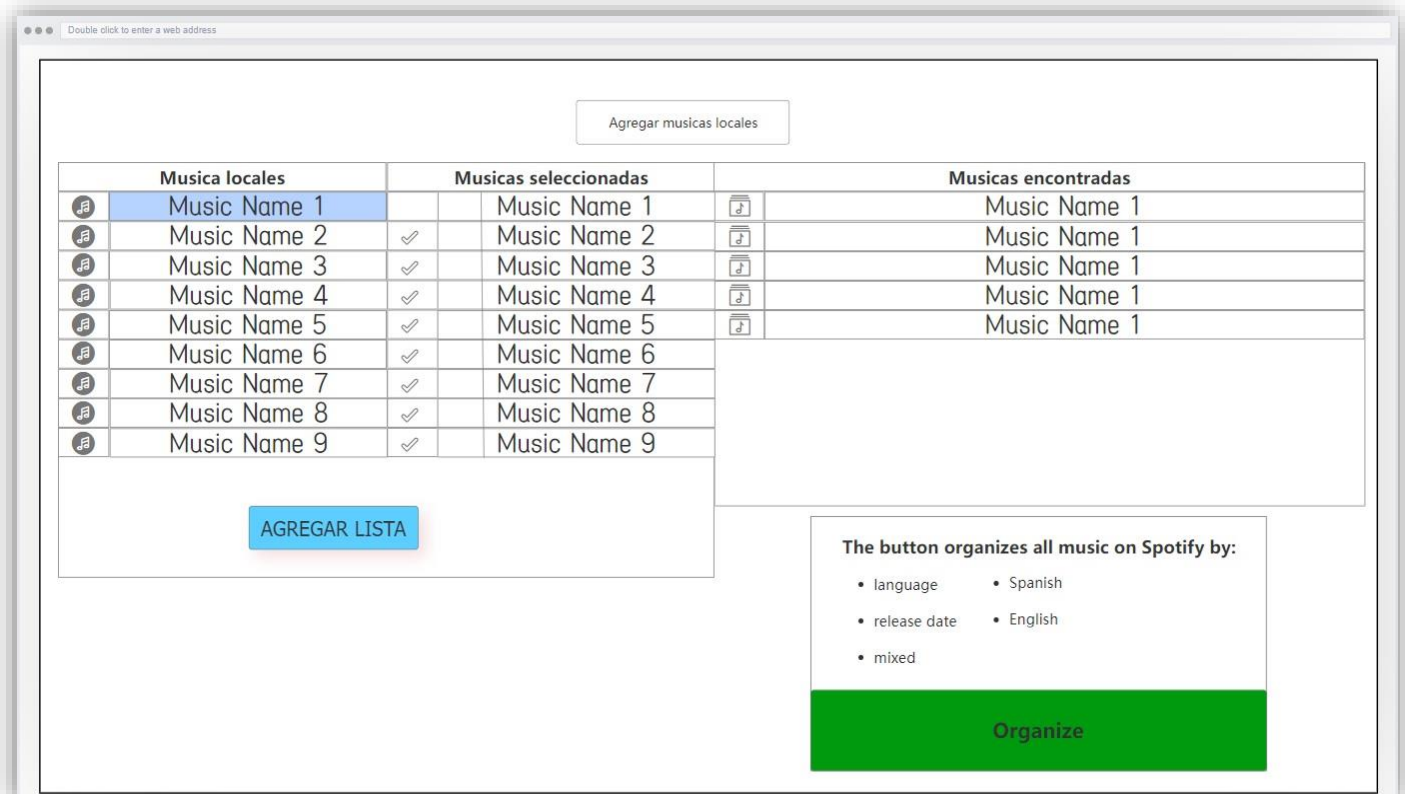 Double click to enter a web address
Agregar musicas locales
Musica locales Musicas seleccionadas Musicas encontradas
Music Name 1 Music Name 1 Music Name 1
Music Name 2 Music Name 2 Music Name 1
Music Name 3 Music Name 3 Music Name 1
Music Name 4 Music Name 4 Music Name 1
Music Name 5 Music Name 5 Music Name 1
Music Name 6 Music Name 6
Music Name 7 Music Name 7
Music Name 8 Music Name 8
Music Name 9 Music Name 9
AGREGAR LISTA
The button organizes all music on Spotify by:
• language • Spanish
• release date • English
• mixed
Organize